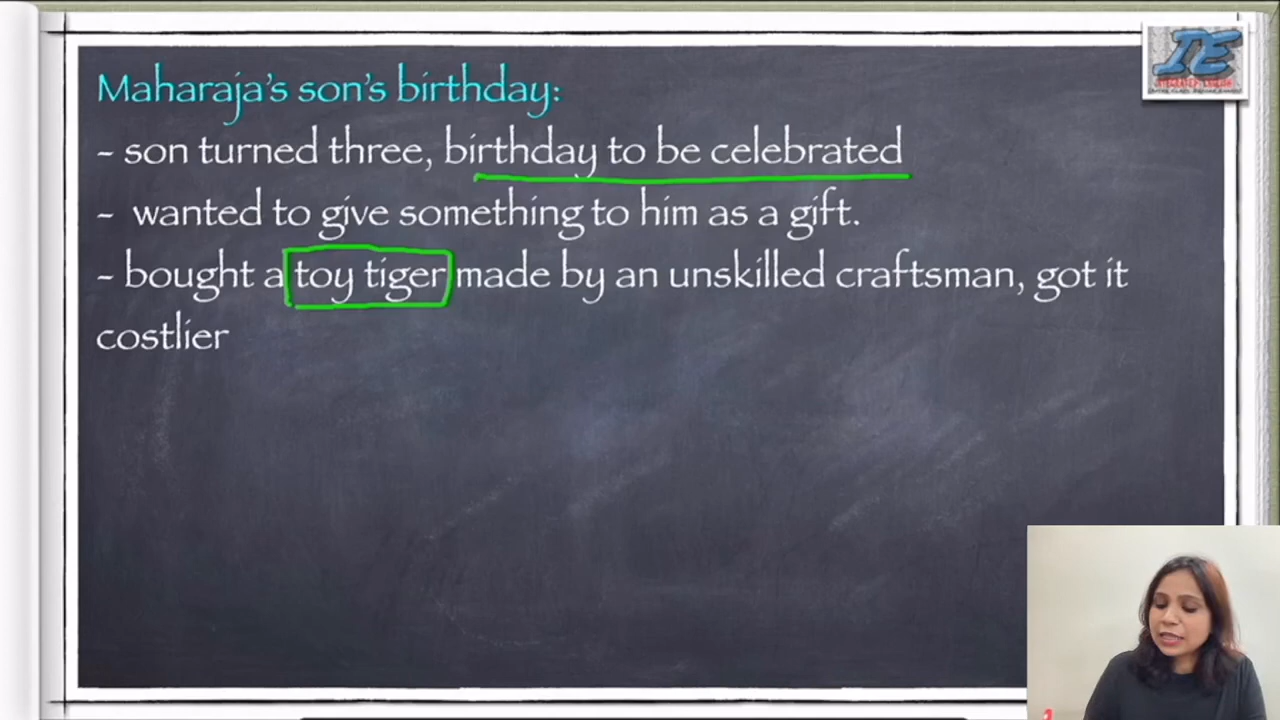 Maharaja's son's birthday:
- son turned three, birthday to be celebrated
- wanted to give something to him as a gift.
- bought a toy tiger made by an unskilled craftsman, got it
costlier
IE